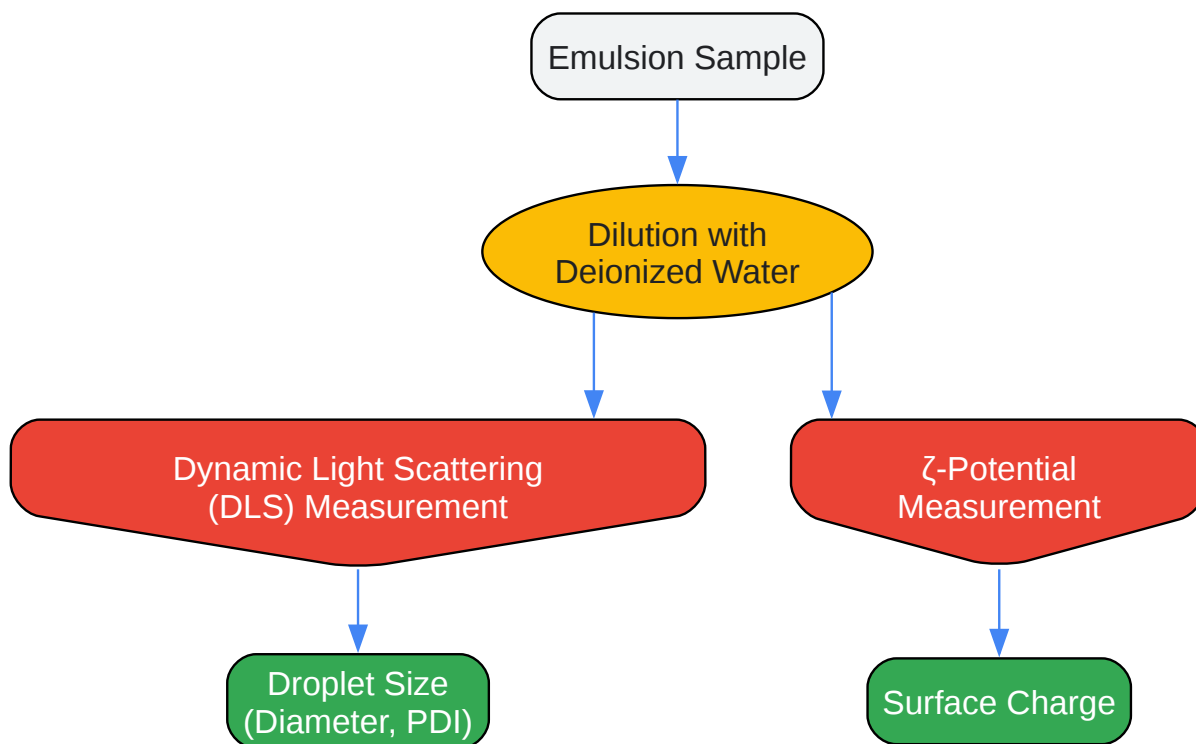 Emulsion Sample
Dilution with
Deionized Water
Dynamic Light Scattering
(DLS) Measurement
ζ-Potential
Measurement
Droplet Size
(Diameter, PDI)
Surface Charge